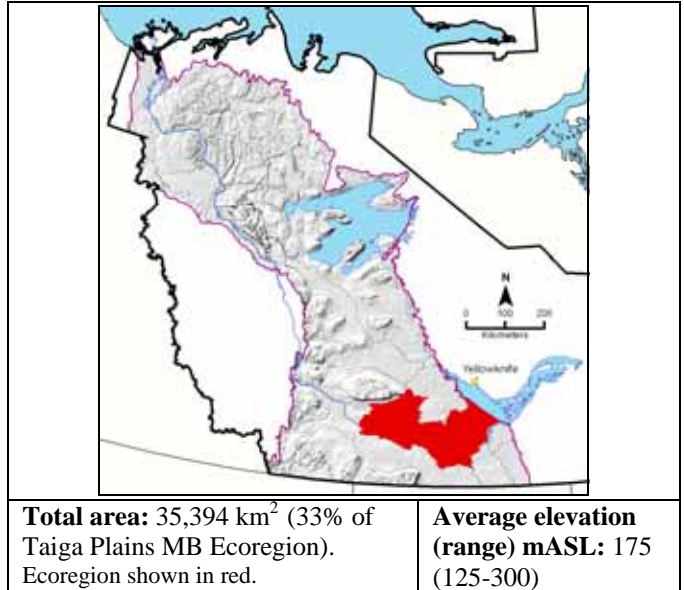 N
0 100 200
Kilometers
Yellowknife
Total area: 35,394 km2 (33% of
Taiga Plains MB Ecoregion).
Ecoregion shown in red.
Average elevation
(range) mASL: 175
(125-300)